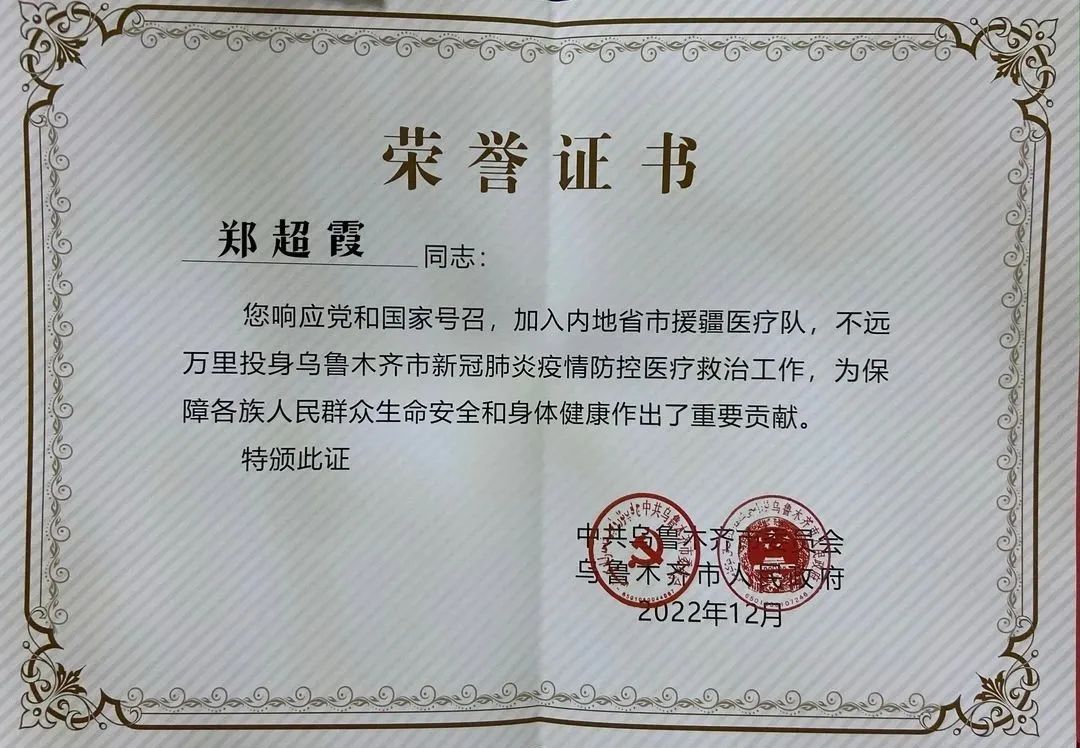 荣誉证书
郑超霞 同志：
您响应党和国家号召，加入内地省市援疆医疗队，不远
万里投身乌鲁木齐市新冠肺炎疫情防控医疗救治工作，为保
障各族人民群众生命安全和身体健康作出了重要贡献。
特颁此证
中共乌鲁木齐市委员会
乌鲁木齐市人民政府
2022年12月